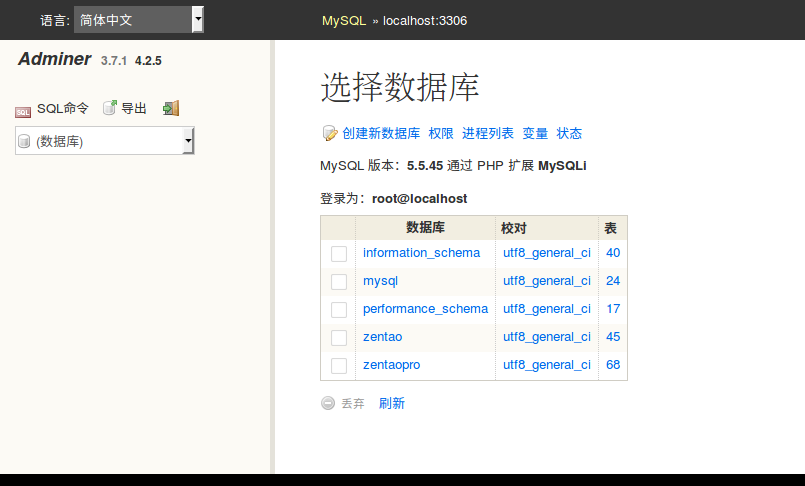 语言: 简体中文
MySQL » localhost:3306
Adminer 3.7.1 4.2.5
SQL SQL命令 导出
(数据库)
选择数据库
创建新数据库 权限 进程列表 变量 状态
MySQL 版本：5.5.45 通过 PHP 扩展 MySQLi
登录为：root@localhost
数据库 校对 表
information_schema utf8_general_ci 40
mysql utf8_general_ci 24
performance_schema utf8_general_ci 17
zentao utf8_general_ci 45
zentaopro utf8_general_ci 68
丢弃 刷新